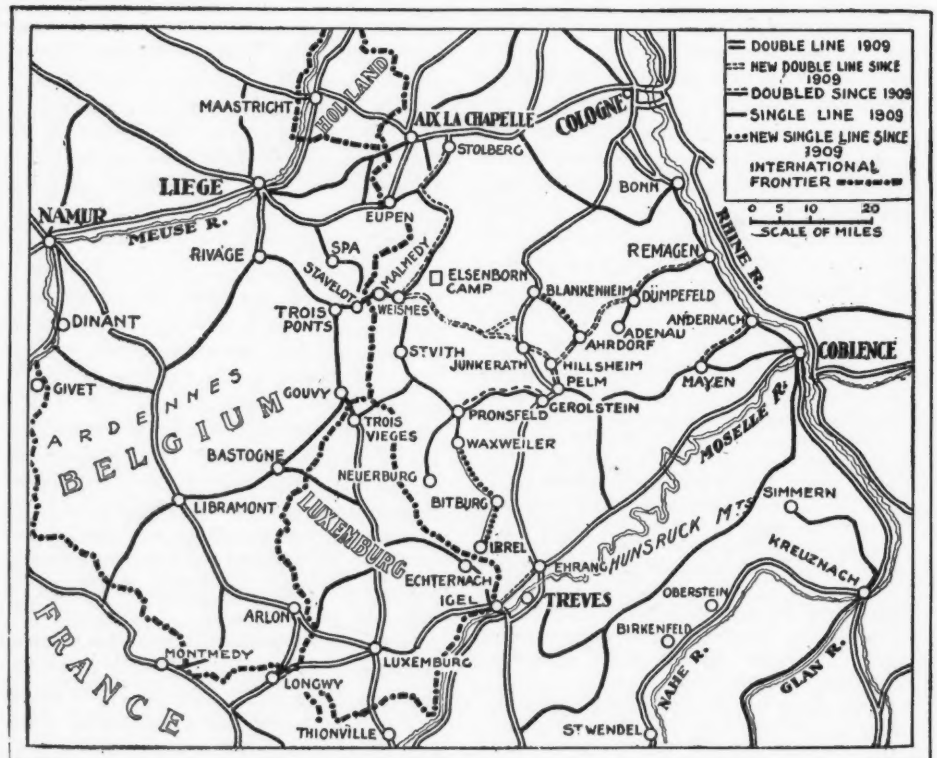 DOUBLE LINE 1909
NEW DOUBLE LINE SINCE
1909
DOUBLED SINCE 1909
SINGLE LINE 1909
NEW SINGLE LINE SINCE
1909
INTERNATIONAL
FRONTIER
0 5 10 20
SCALE OF MILES
HOLLAND
MAASTRICHT
AIX LA CHAPELLE
COLOGNE
STOLBERG
LIEGE
BONN
NAMUR
EUPEN
MEUSE R.
RHINE R.
RIVAGE
SPA
STAVELOT
MALMEDY
ELSENBORN
CAMP
REMAGEN
WEISMES
BLANKENHEIM
DÜMPEFELD
TROIS
PONTS
ADENAU
ANDERNACH
DINANT
AHRDORF
ST VITH
JUNKERATH
HILLSHEIM
COBLENCE
GIVET
PELM
MAYEN
GOUVY
GEROLSTEIN
ARDENNES
BELGIUM
PRONSFELD
MOSELLE R.
TROIS
VIEGES
WAXWEILER
BASTOGNE
NEUERBURG
LIBRAMONT
BITBURG
SIMMERN
LUXEMBURG
HUNSRUCK MTS
IRREL
EHRANG
KREUZNACH
ECHTERNACH
IGEL
TREVES
OBERSTEIN
ARLON
BIRKENFELD
FRANCE
MONTMEDY
LUXEMBURG
NAHE R.
GLAN R.
LONGWY
THIONVILLE
ST WENDEL